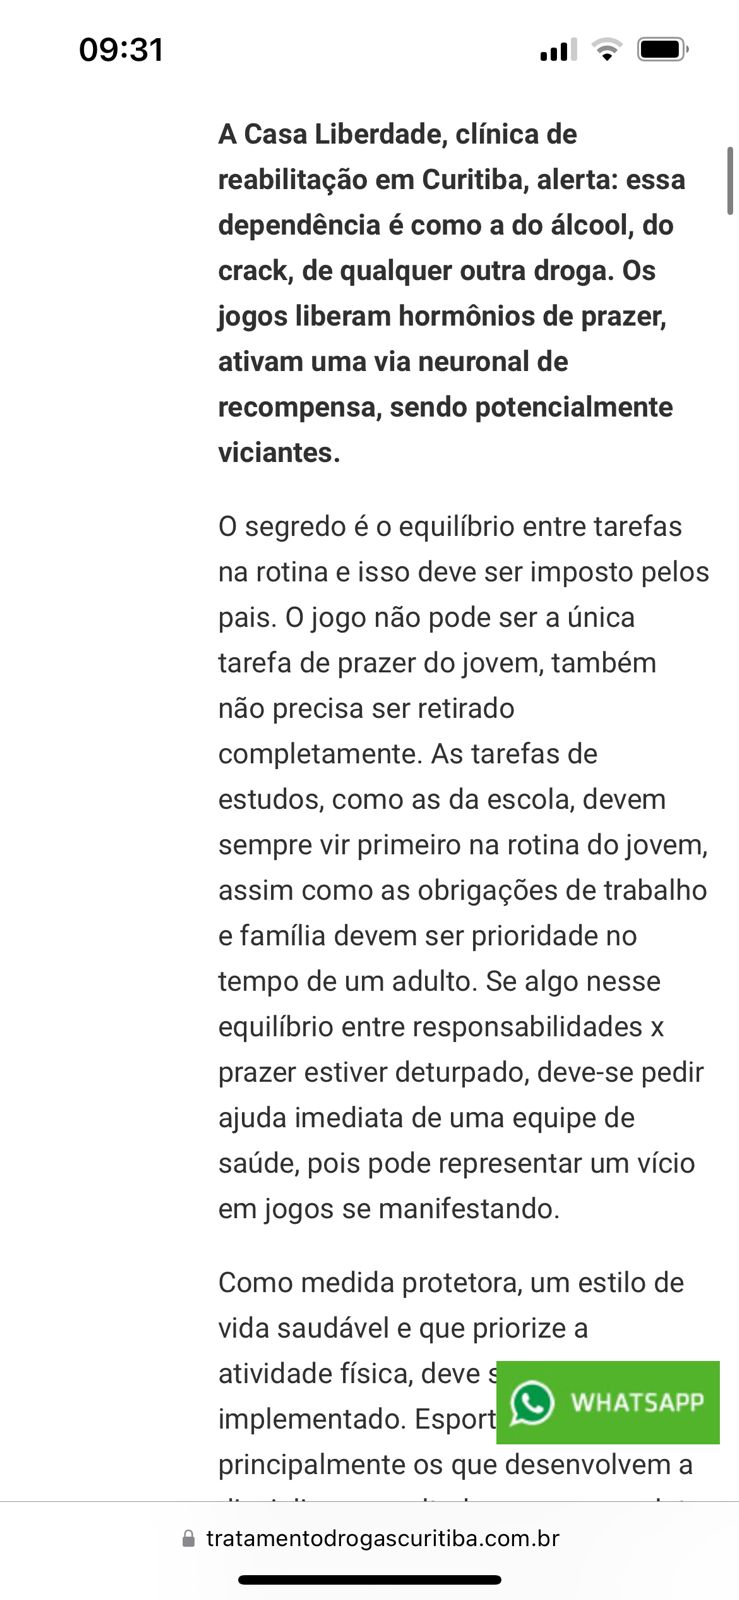 09:31
A Casa Liberdade, clínica de
reabilitação em Curitiba, alerta: essa
dependência é como a do álcool, do
crack, de qualquer outra droga. Os
jogos liberam hormônios de prazer,
ativam uma via neuronal de
recompensa, sendo potencialmente
viciantes.
O segredo é o equilíbrio entre tarefas
na rotina e isso deve ser imposto pelos
pais. O jogo não pode ser a única
tarefa de prazer do jovem, também
não precisa ser retirado
completamente. As tarefas de
estudos, como as da escola, devem
sempre vir primeiro na rotina do jovem,
assim como as obrigações de trabalho
e família devem ser prioridade no
tempo de um adulto. Se algo nesse
equilíbrio entre responsabilidades x
prazer estiver deturpado, deve-se pedir
ajuda imediata de uma equipe de
saúde, pois pode representar um vício
em jogos se manifestando.
Como medida protetora, um estilo de
vida saudável e que priorize a
atividade física, deve s
implementado. Esport
WHATSAPP
principalmente os que desenvolvem a
tratamentodrogascuritiba.com.br